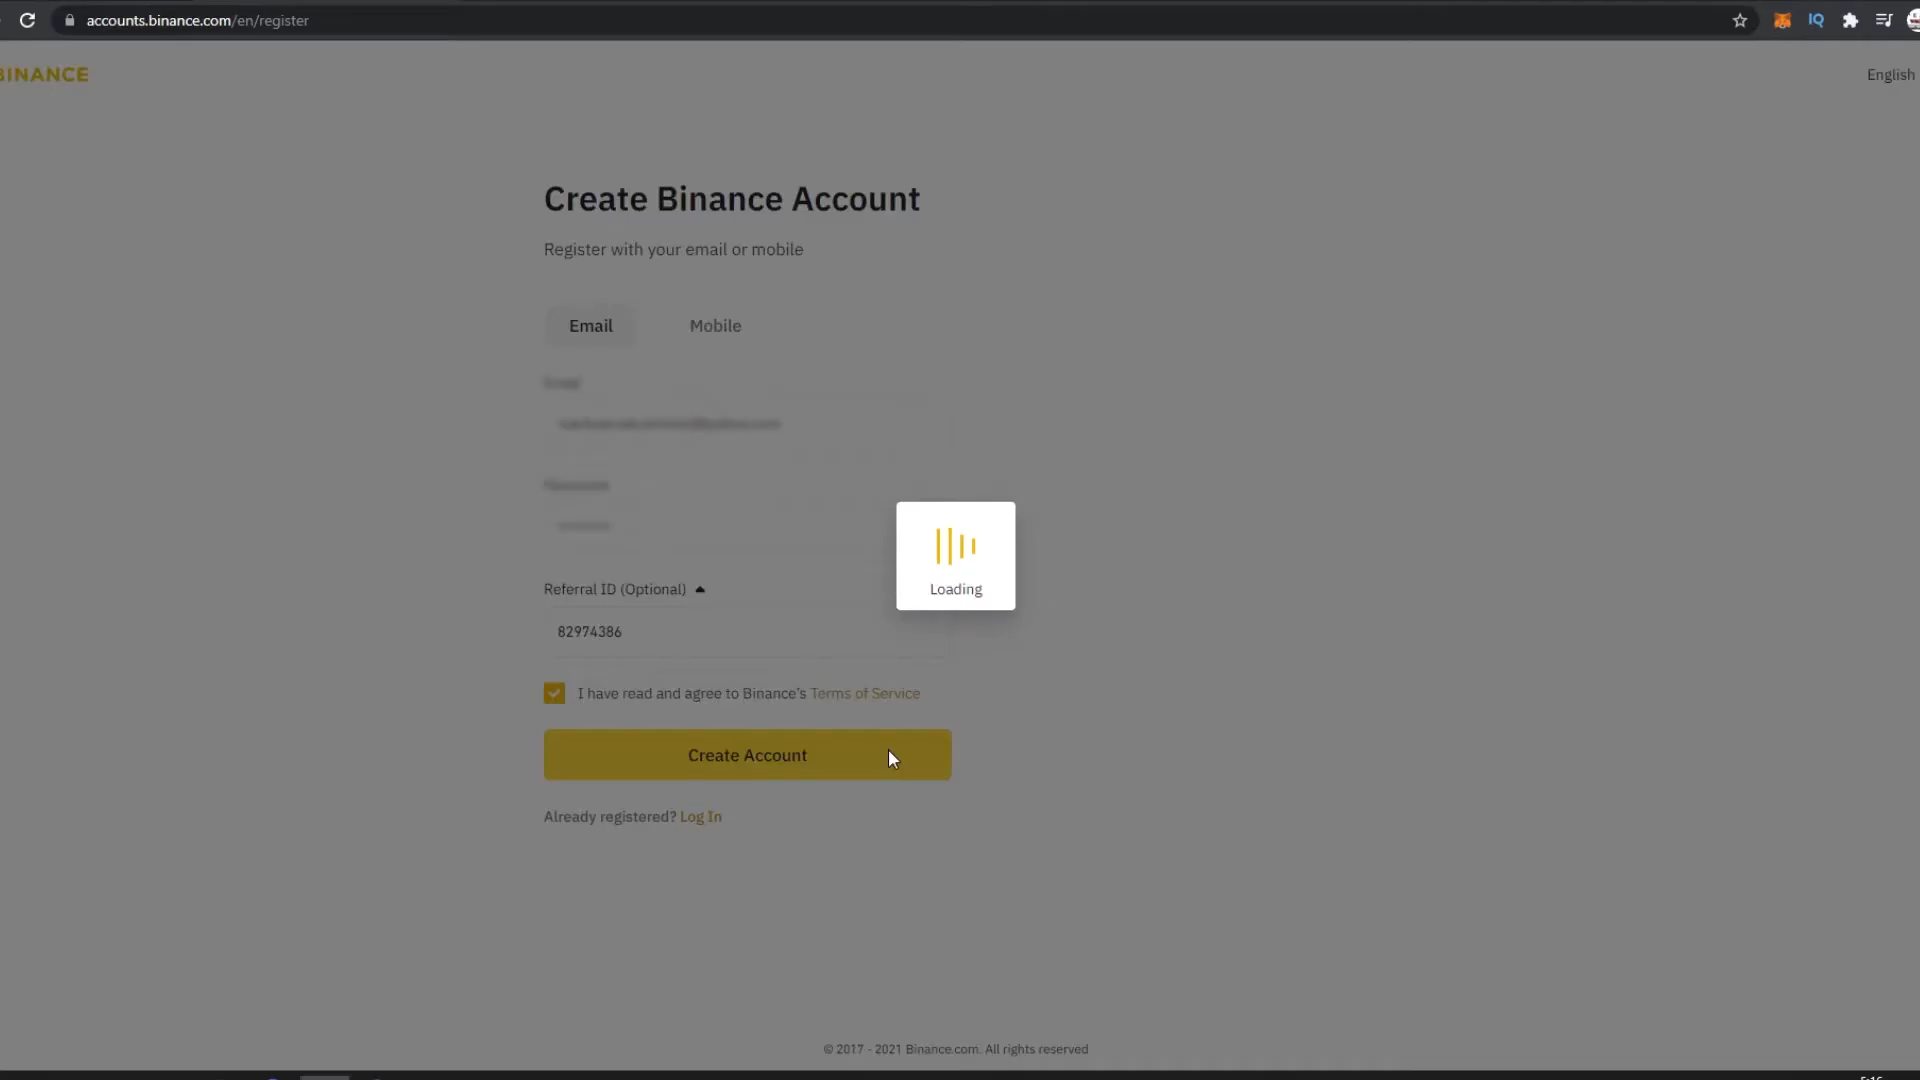 accounts.binance.com/en/register
IQ
BINANCE
English
Create Binance Account
Register with your email or mobile
Email
Mobile
Loading
Referral ID (Optional)
82974386
I have read and agree to Binance's Terms of Service
Create Account
Already registered? Log In
© 2017 - 2021 Binance.com. All rights reserved